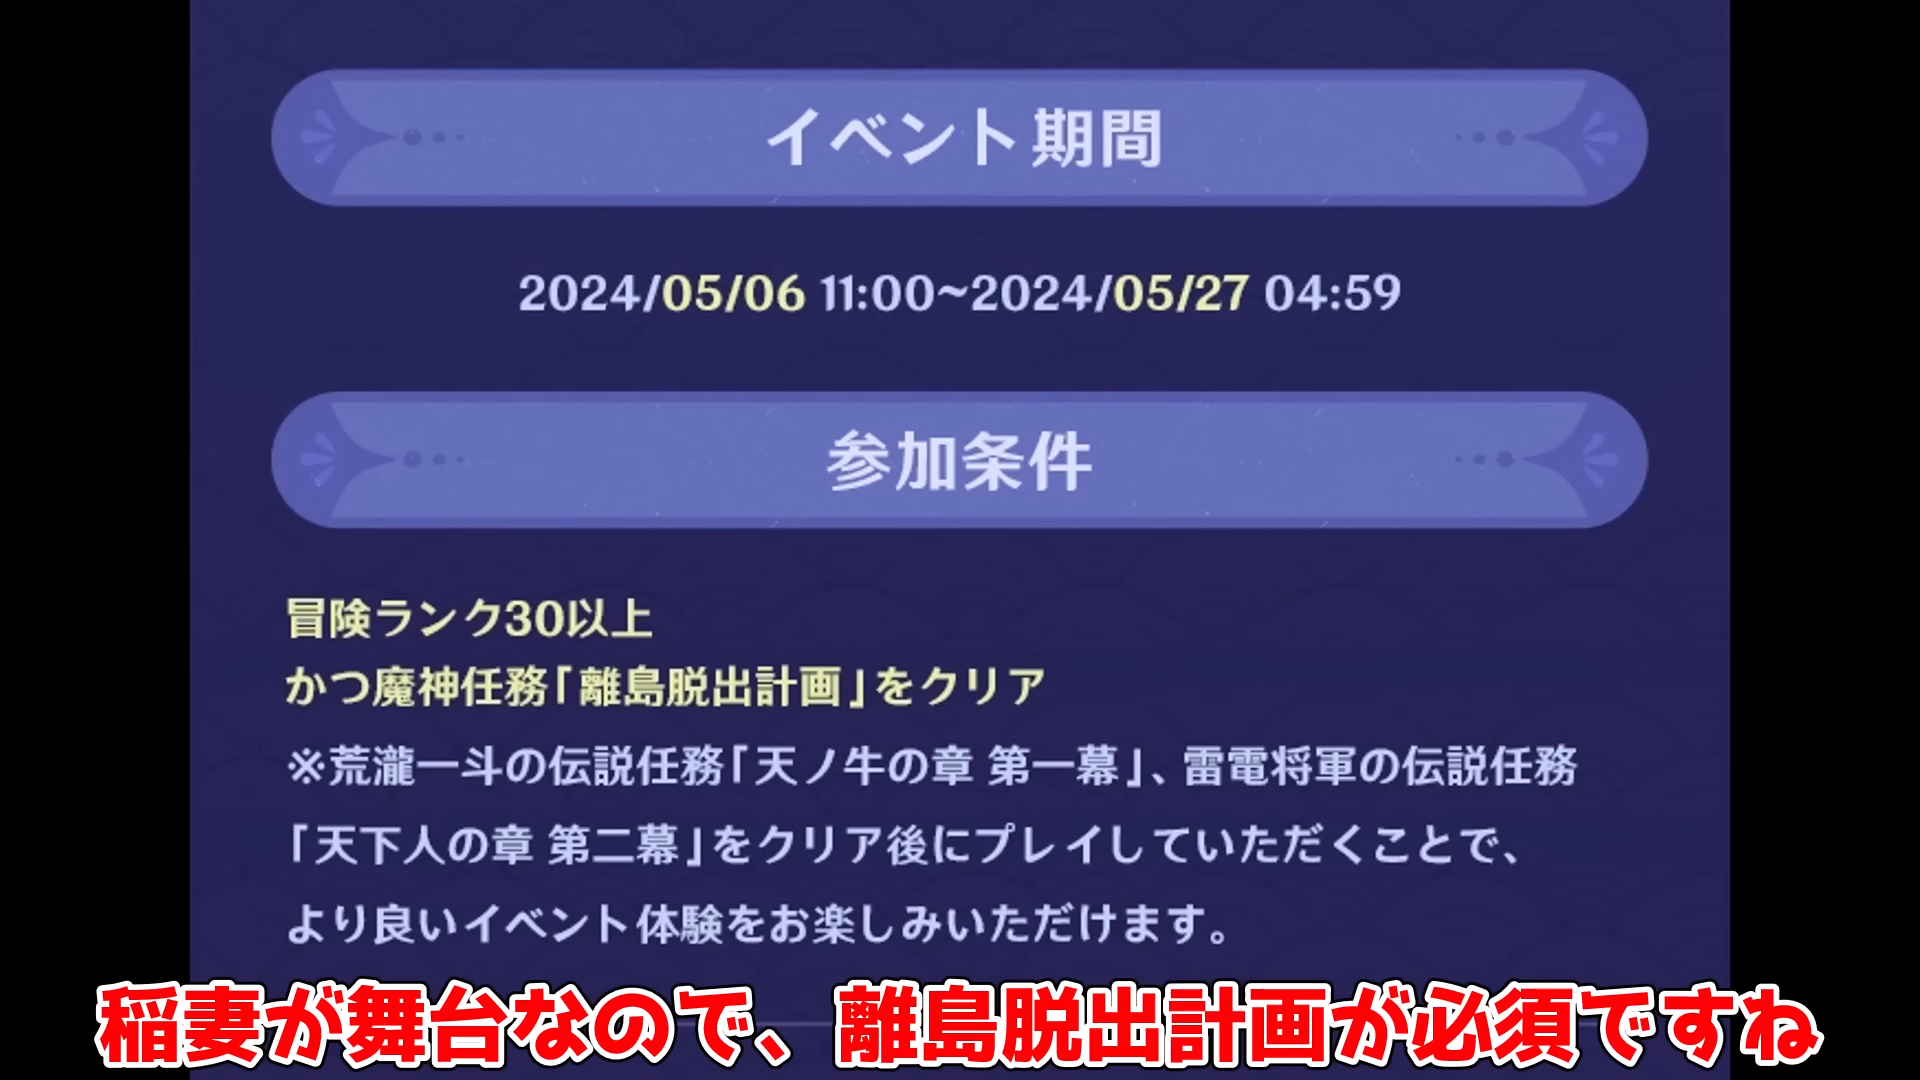 イベント期間
2024/05/06 11:00~2024/05/27 04:59
参加条件
冒険ランク30以上
かつ魔神任務「離島脱出計画」をクリア
※荒瀧一斗の伝説任務「天ノ牛の章 第一幕」、雷電将軍の伝説任務
「天下人の章 第二幕」をクリア後にプレイしていただくことで、
より良いイベント体験をお楽しみいただけます。
稲妻が舞台なので、離島脱出計画が必須ですね